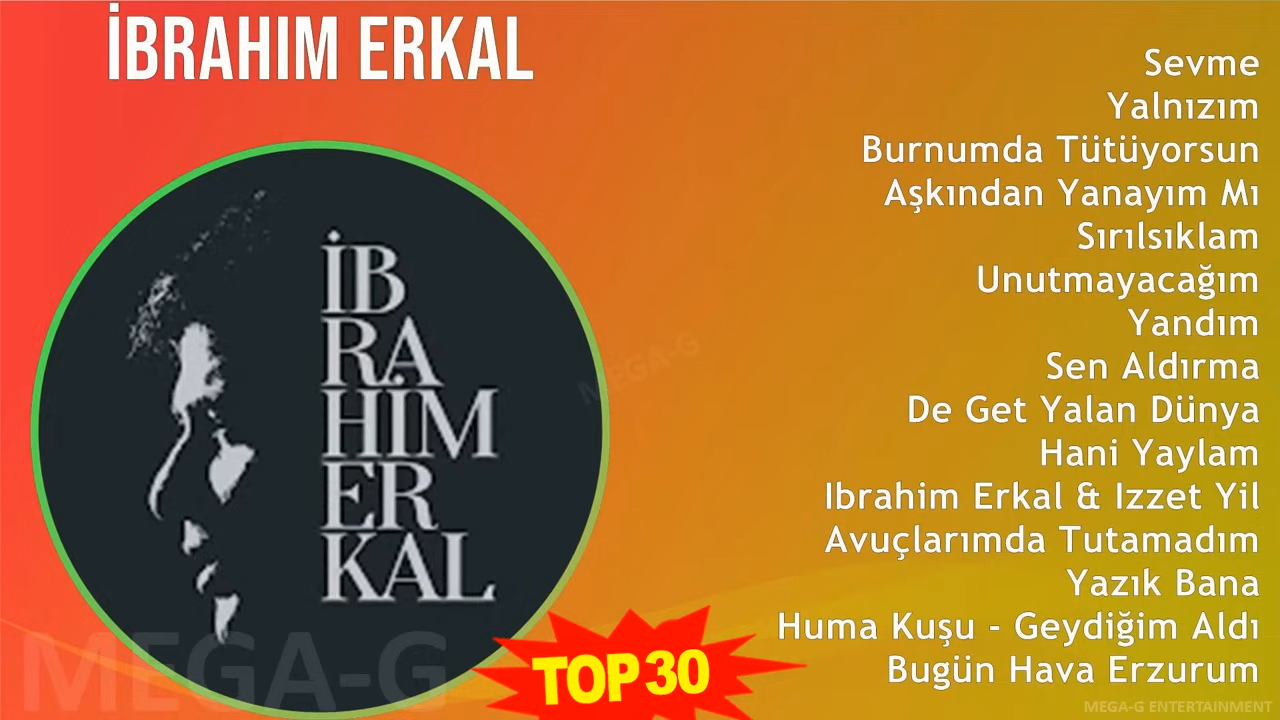 İBRAHIM ERKAL
Sevme
Yalnızım
Burnumda Tütüyorsun
Aşkından Yanayım Mı
Sırılsıklam
Unutmayacağım
Yandım
Sen Aldırma
De Get Yalan Dünya
Hani Yaylam
Ibrahim Erkal & Izzet Yil
Avuçlarımda Tutamadım
Yazık Bana
Huma Kuşu - Geydiğim Aldı
Bugün Hava Erzurum
İB
RA
HİM
ER
KAL
TOP 30
MEGA-G
MEGA-G
MEGA-G ENTERTAINMENT